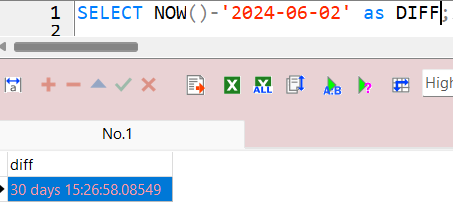 1 SELECT NOW()-'2024-06-02' as DIFF;
2
A:B
ALL
High
No.1
diff
30 days 15:26:58.08549